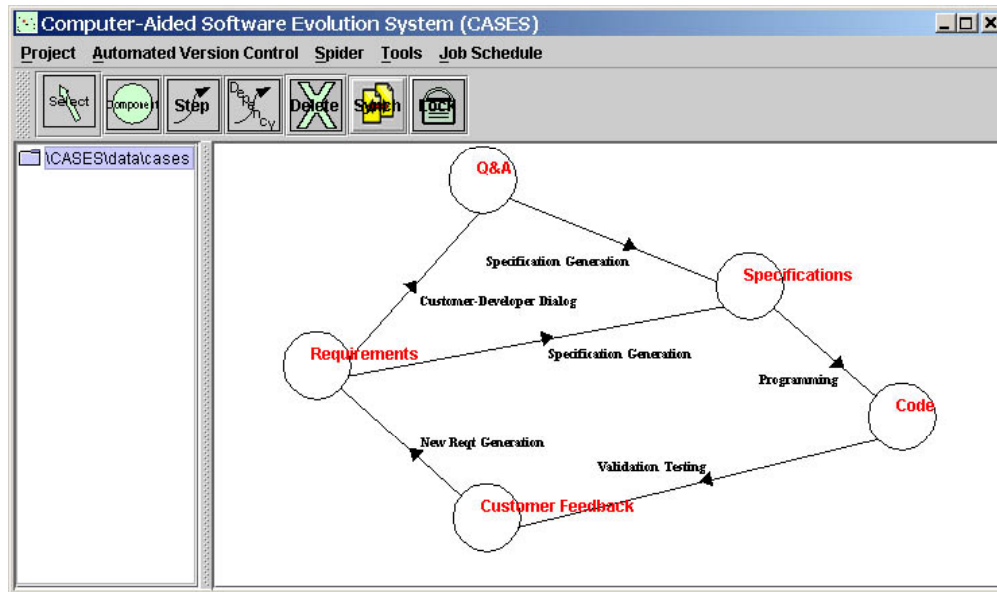 Computer-Aided Software Evolution System (CASES)
Project Automated Version Control Spider Tools Job Schedule
Select Component Step Dependency Delete Synch Lock
\CASES\data\cases
Q&A
Specification Generation
Specifications
Customer-Developer Dialog
Requirements
Specification Generation
Programming
Code
New Reqt Generation
Validation Testing
Customer Feedback